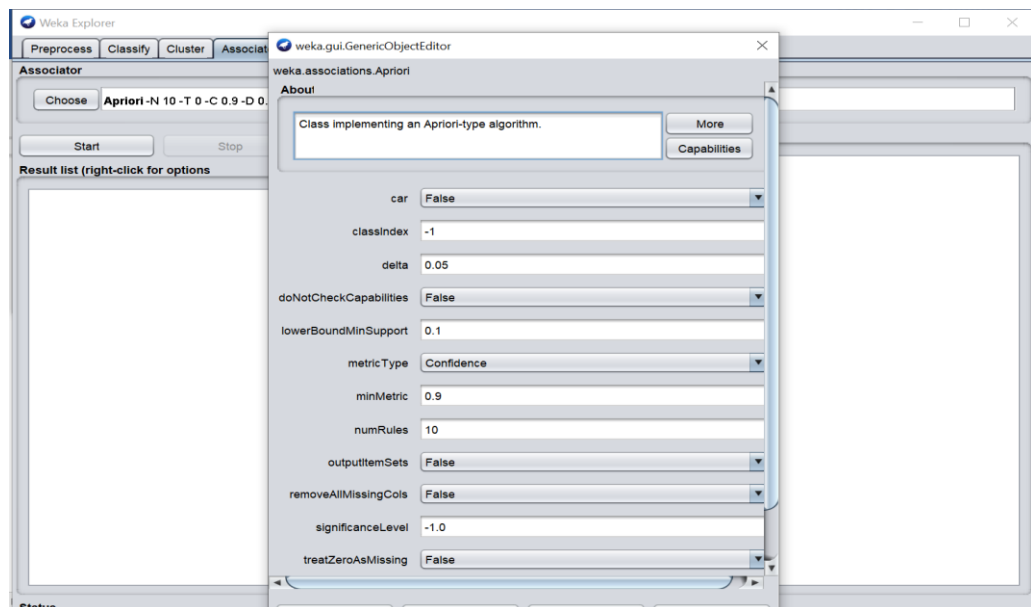 Weka Explorer
Preprocess Classify Cluster Associat
Associator
Choose Apriori -N 10 -T 0 -C 0.9 -D 0.
Start Stop
Result list (right-click for options
weka.gui.GenericObjectEditor
weka.associations.Apriori
About
Class implementing an Apriori-type algorithm.
More
Capabilities
car False
classIndex -1
delta 0.05
doNotCheckCapabilities False
lowerBoundMinSupport 0.1
metricType Confidence
minMetric 0.9
numRules 10
outputItemSets False
removeAllMissingCols False
significanceLevel -1.0
treatZeroAsMissing False
Status